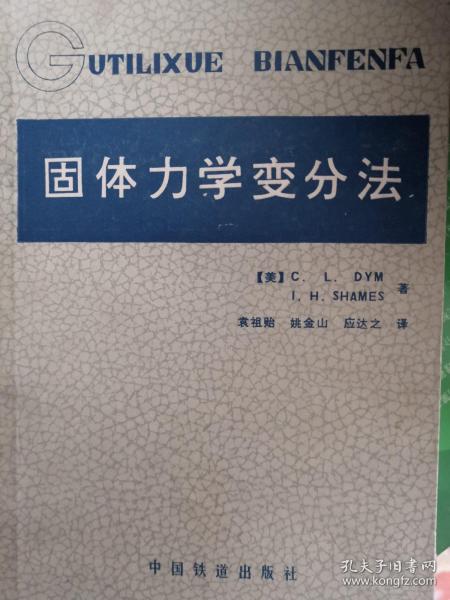 GUTILIXUE BIANFENFA
固体力学变分法
【美】C. L. DYM
I. H. SHAMES 著
袁祖贻 姚金山 应达之 译
中国铁道出版社
孔夫子旧书网
www.kongfz.com